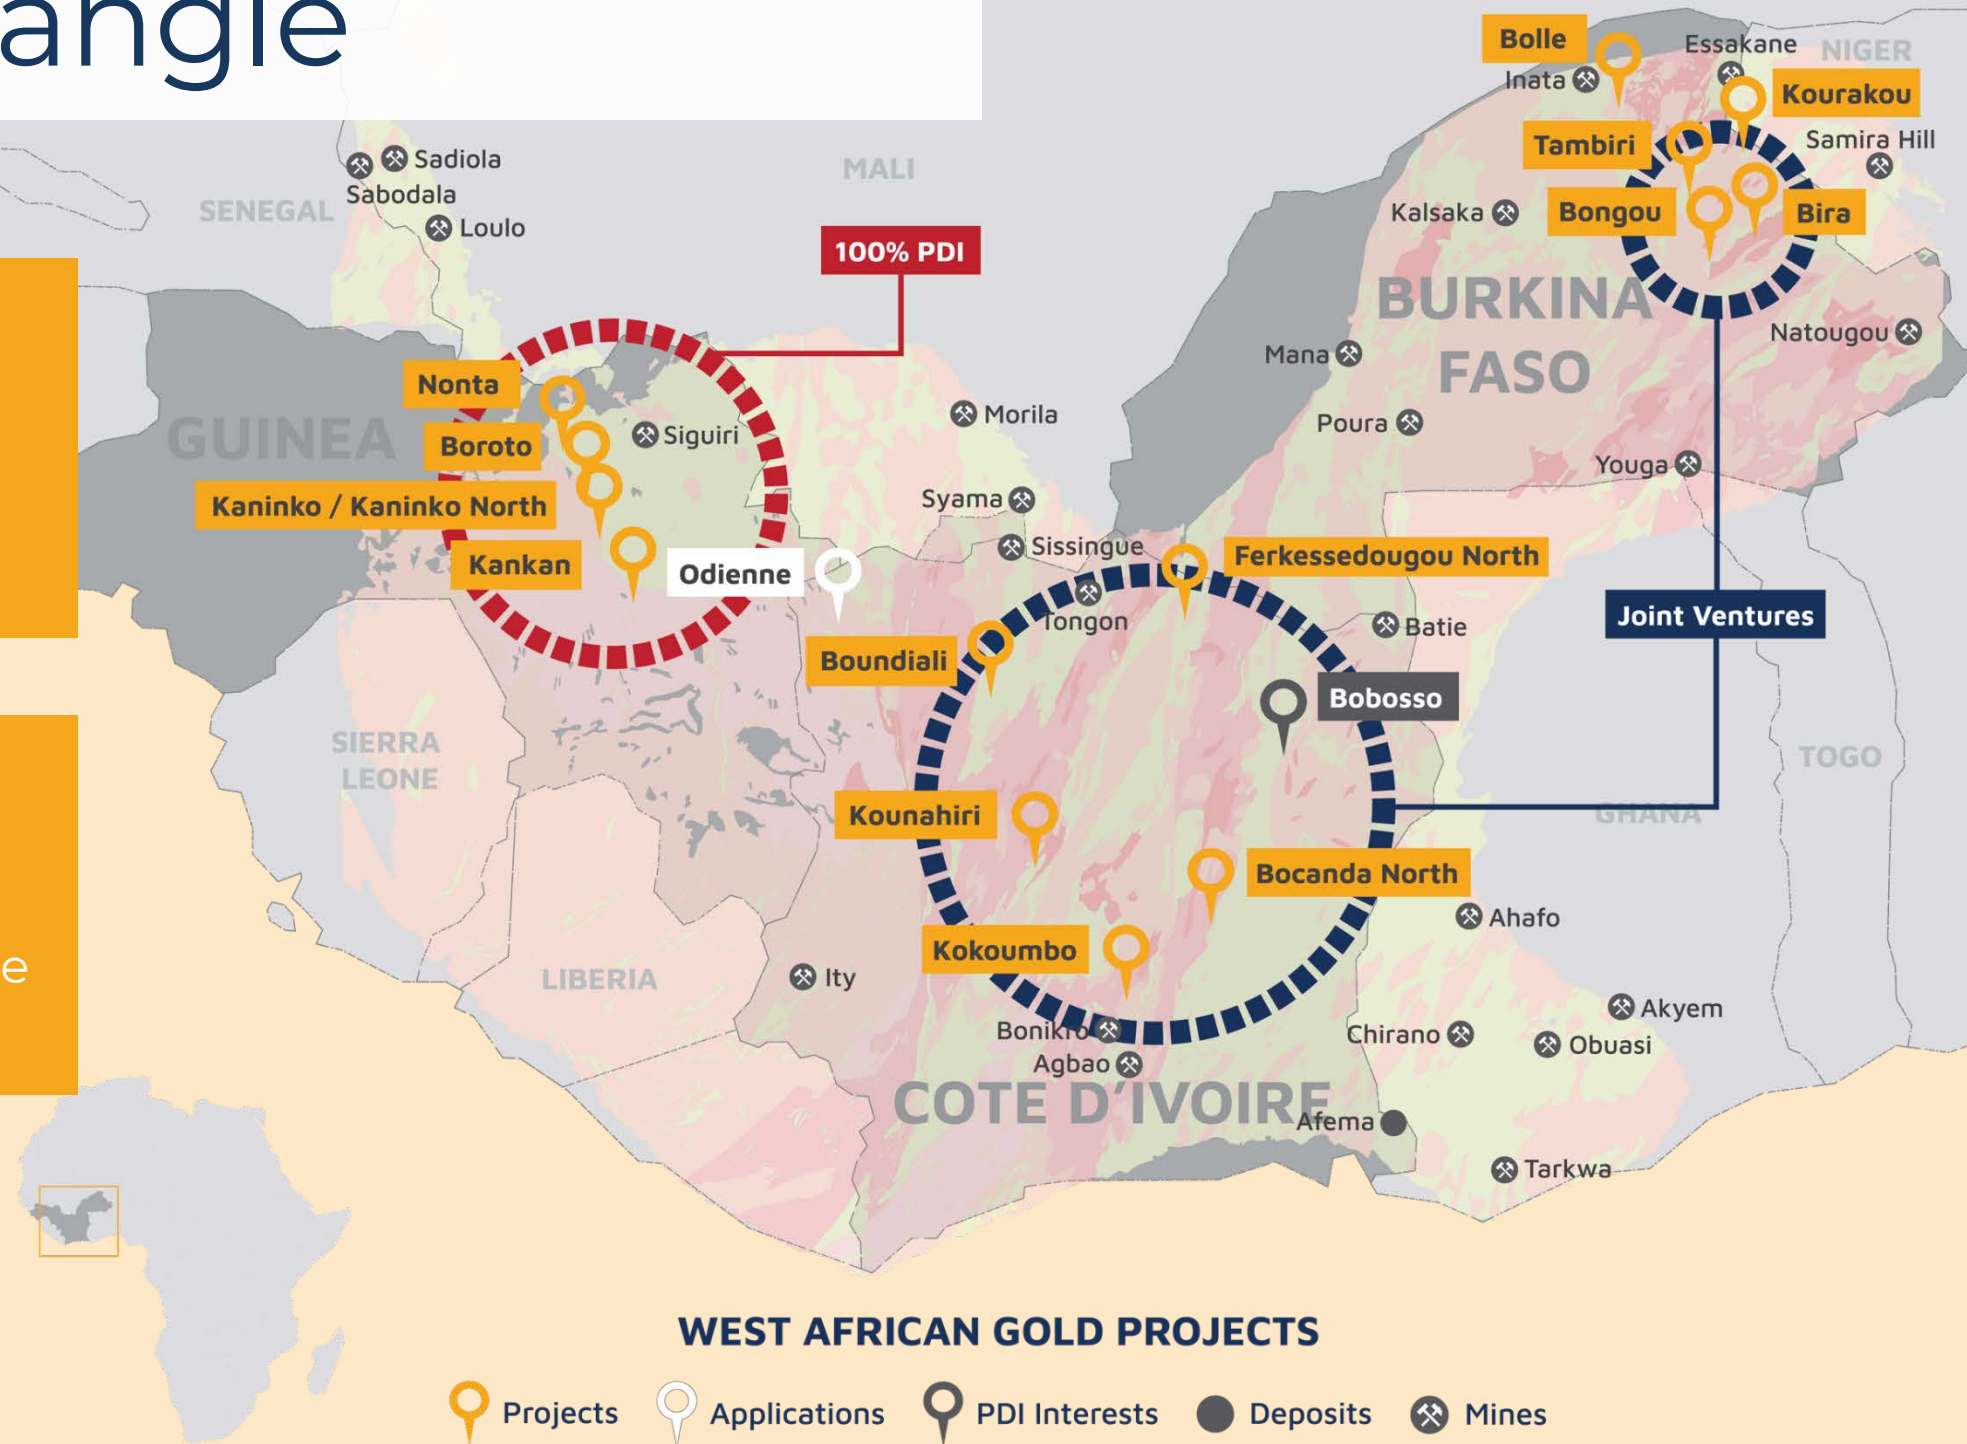 angle
e
Bolle
Essakane
NIGER
Inata
Kourakou
Tambiri
Samira Hill
Sadiola
Sabodala
MALI
SENEGAL
Loulo
Kalsaka
Bongou
Bira
100% PDI
BURKINA
FASO
Natougou
Mana
Nonta
GUINEA
Siguiri
Morila
Poura
Boroto
Youga
Kaninko / Kaninko North
Syama
Sissingue
Ferkessedougou North
Kankan
Odienne
Tongon
Batie
Joint Ventures
Boundiali
Bobosso
SIERRA
LEONE
TOGO
Kounahiri
GHANA
Bocanda North
Ahafo
Kokoumbo
LIBERIA
Ity
Akyem
Bonikro
Chirano
Obuasi
Agbao
COTE D'IVOIRE
Afema
Tarkwa
WEST AFRICAN GOLD PROJECTS
Projects
Applications
PDI Interests
Deposits
Mines